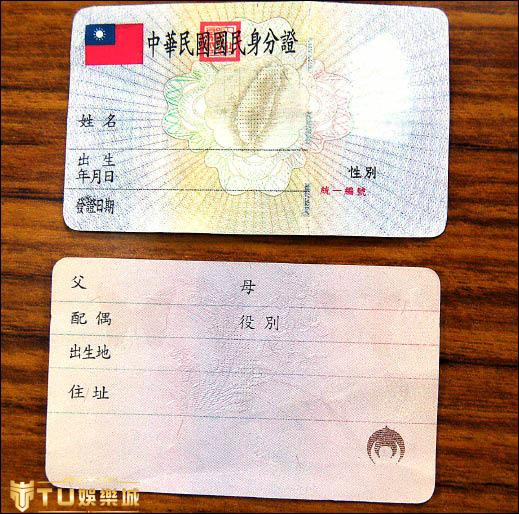 中華民國國民身分證
姓名
出生
年月日
性別
統一編號
發證日期
父 母
配偶 役別
出生地
住址
TU娛樂城